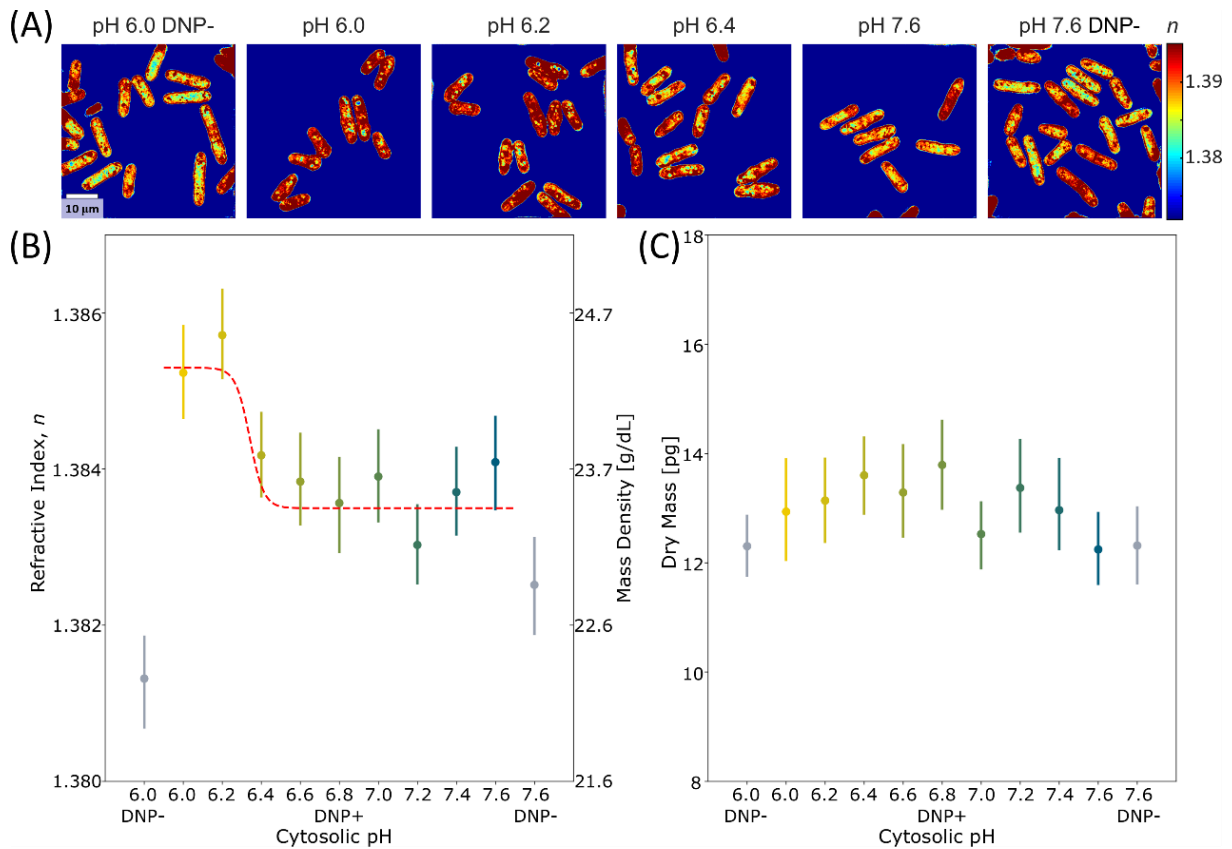 (A)
pH 6.0 DNP-
pH 6.0
pH 6.2
pH 6.4
pH 7.6
pH 7.6 DNP-
n
1.39
1.38
10 μm
(B)
1.386
1.384
1.382
1.380
Refractive Index, n
24.7
23.7
22.6
21.6
Mass Density [g/dL]
6.0 6.0 6.2 6.4 6.6 6.8 7.0 7.2 7.4 7.6 7.6
DNP- DNP+ DNP-
Cytosolic pH
(C)
18
16
14
12
10
8
Dry Mass [pg]
6.0 6.0 6.2 6.4 6.6 6.8 7.0 7.2 7.4 7.6 7.6
DNP- DNP+ DNP-
Cytosolic pH